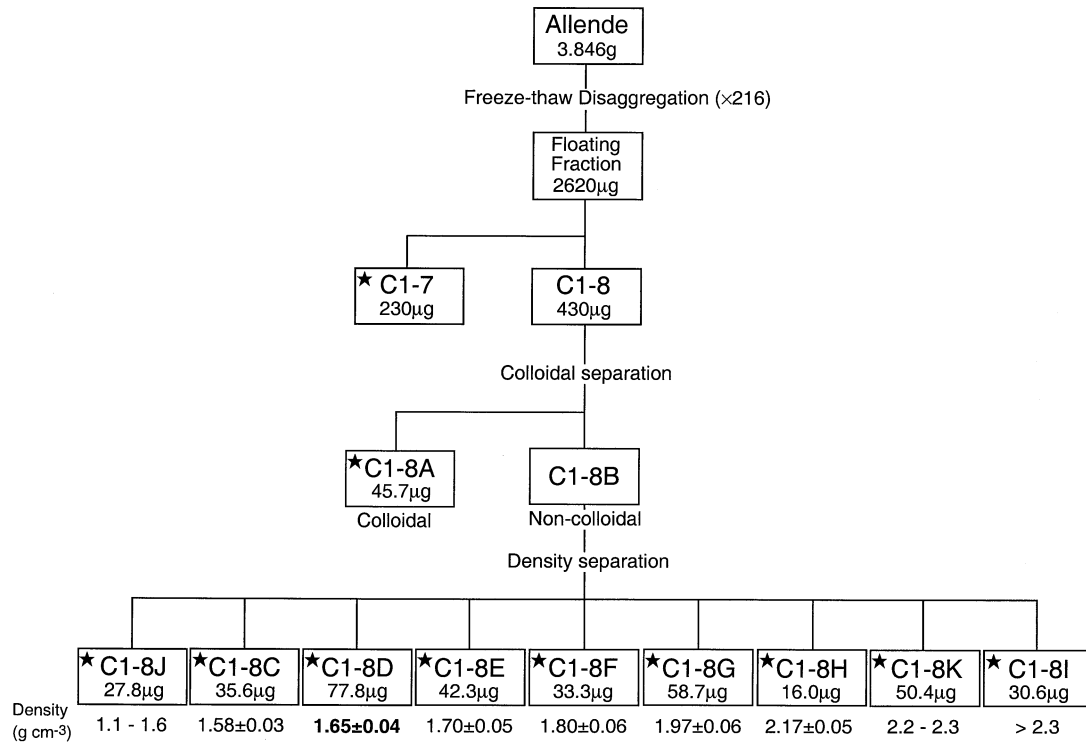 Allende
3.846g
Freeze-thaw Disaggregation (×216)
Floating
Fraction
2620µg
★ C1-7
230µg
C1-8
430µg
Colloidal separation
★ C1-8A
45.7µg
Colloidal
C1-8B
Non-colloidal
Density separation
★ C1-8J
27.8µg
★ C1-8C
35.6µg
★ C1-8D
77.8µg
★ C1-8E
42.3µg
★ C1-8F
33.3µg
★ C1-8G
58.7µg
★ C1-8H
16.0µg
★ C1-8K
50.4µg
★ C1-8I
30.6µg
Density
(g cm-3)
1.1 - 1.6
1.58±0.03
1.65±0.04
1.70±0.05
1.80±0.06
1.97±0.06
2.17±0.05
2.2 - 2.3
> 2.3